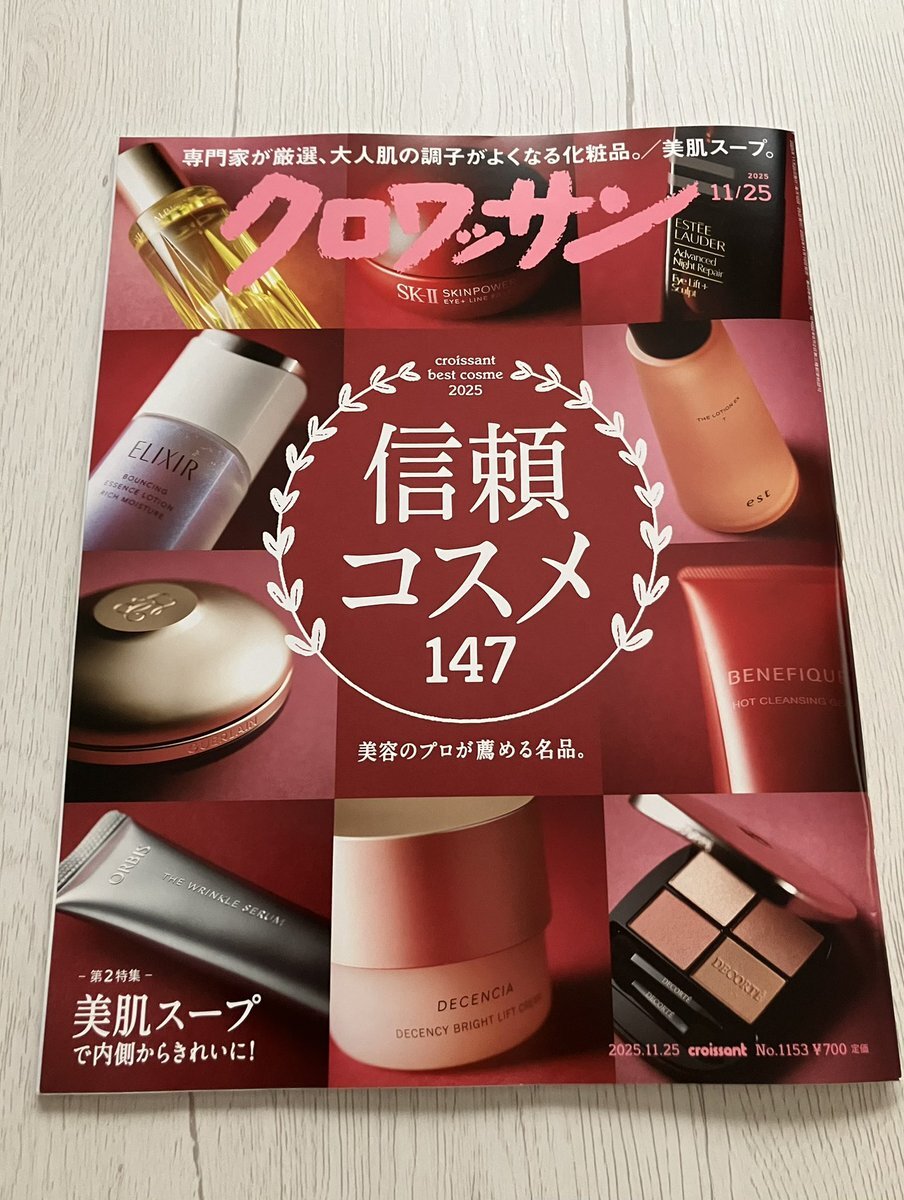 専門家が厳選、大人肌の調子がよくなる化粧品。/美肌スープ。
クロワッサン
2025
11/25
SK-II SKINPOWER
ESTĒE
LAUDER
Advanced
Night Repair
Eye Lift +
Sculpt
croissant
best cosme
2025
信頼
コスメ
147
美容のプロが薦める名品。
ELIXIR
BOUNCING
ESSENCE LOTION
RICH MOISTURE
THE LOTION
est
GUERLAIN
BENEFIQUE
HOT CLEANSING
ORBIS
THE WRINKLE SERUM
DECENCIA
DECENCY BRIGHT LIFT CREAM
DECORTÉ
DECORTÉ
DECORTÉ
-第2特集-
美肌スープ
で内側からきれいに!
2025.11.25 croissant No.1153 ¥700 定価